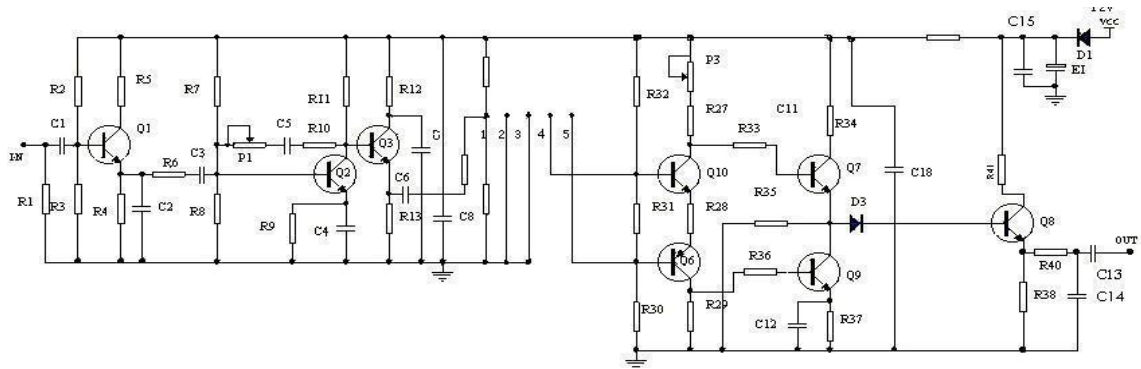 12V
VCC
C15
D1
EI
R2
R5
R7
R11
R12
R32
P3
R27
C11
R34
C1
Q1
C5
R10
Q3
C7
1
2
3
4
5
R33
IN
P1
R6
C3
Q2
C6
Q10
Q7
C18
R41
R35
D3
R1
R3
R4
C2
R8
R9
C4
R13
C8
R31
R28
Q8
OUT
Q6
R36
Q9
R40
C13
C14
R30
R29
C12
R37
R38